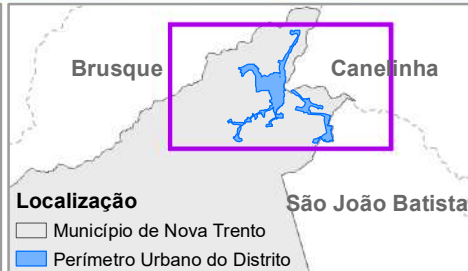 Brusque
Canelinha
São João Batista
Localização
Município de Nova Trento
Perímetro Urbano do Distrito